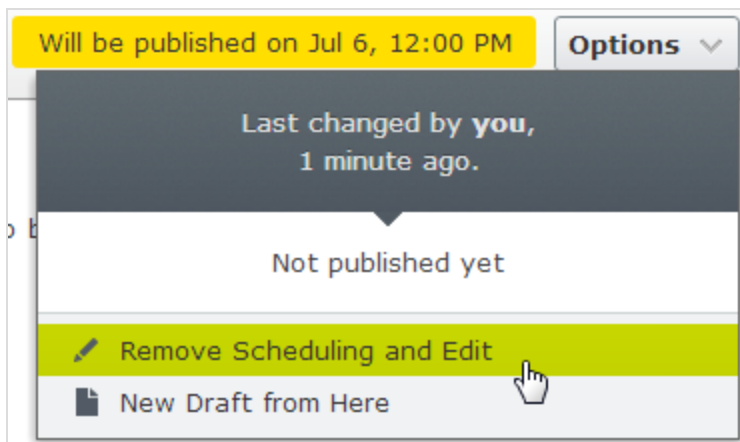 Will be published on Jul 6, 12:00 PM
Options
Last changed by you,
1 minute ago.
Not published yet
Remove Scheduling and Edit
New Draft from Here